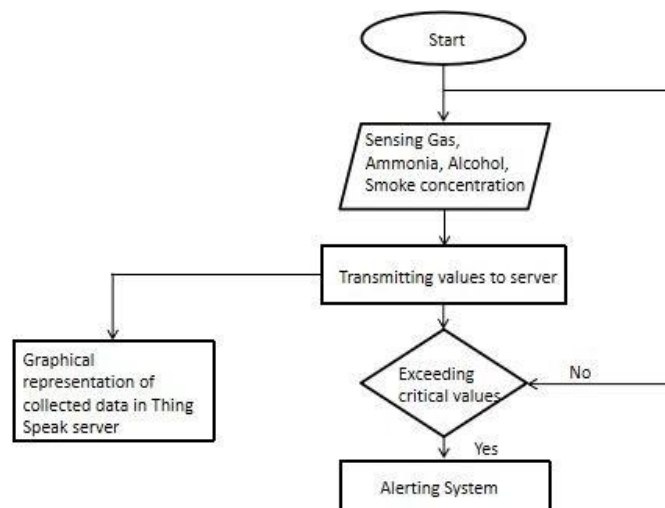 Start
Sensing Gas,
Ammonia, Alcohol,
Smoke concentration
Transmitting values to server
Graphical
representation of
collected data in Thing
Speak server
Exceeding
critical values
No
Yes
Alerting System